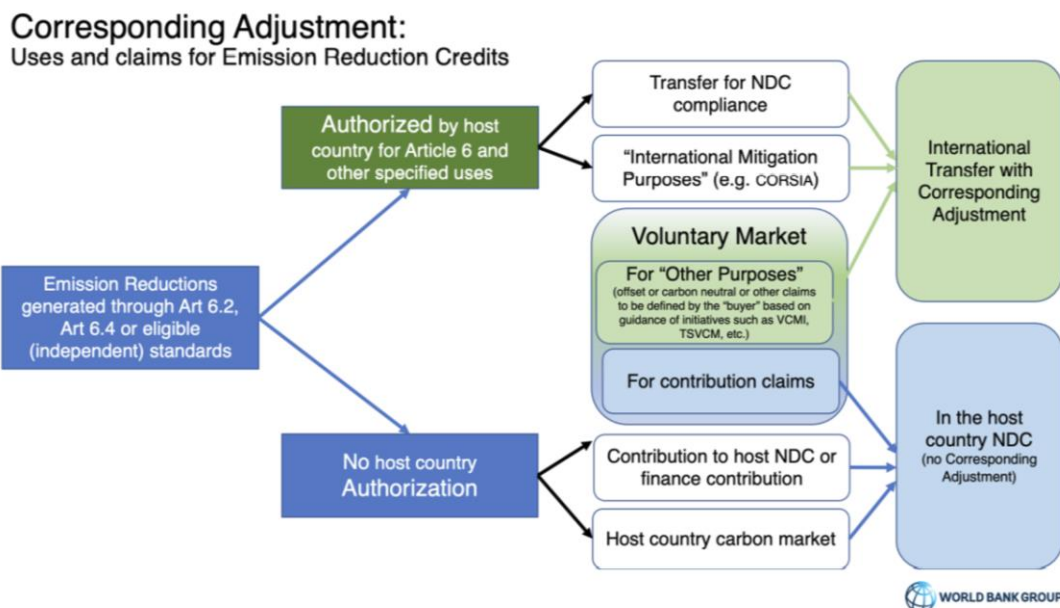 Corresponding Adjustment:
Uses and claims for Emission Reduction Credits
Emission Reductions
generated through Art 6.2,
Art 6.4 or eligible
(independent) standards
Authorized by host
country for Article 6 and
other specified uses
No host country
Authorization
Transfer for NDC
compliance
“International Mitigation
Purposes” (e.g. CORSIA)
Voluntary Market
For “Other Purposes”
(offset or carbon neutral or other claims
to be defined by the “buyer” based on
guidance of initiatives such as VCMI,
TSVCM, etc.)
For contribution claims
Contribution to host NDC or
finance contribution
Host country carbon market
International
Transfer with
Corresponding
Adjustment
In the host
country NDC
(no Corresponding
Adjustment)
WORLD BANK GROUP